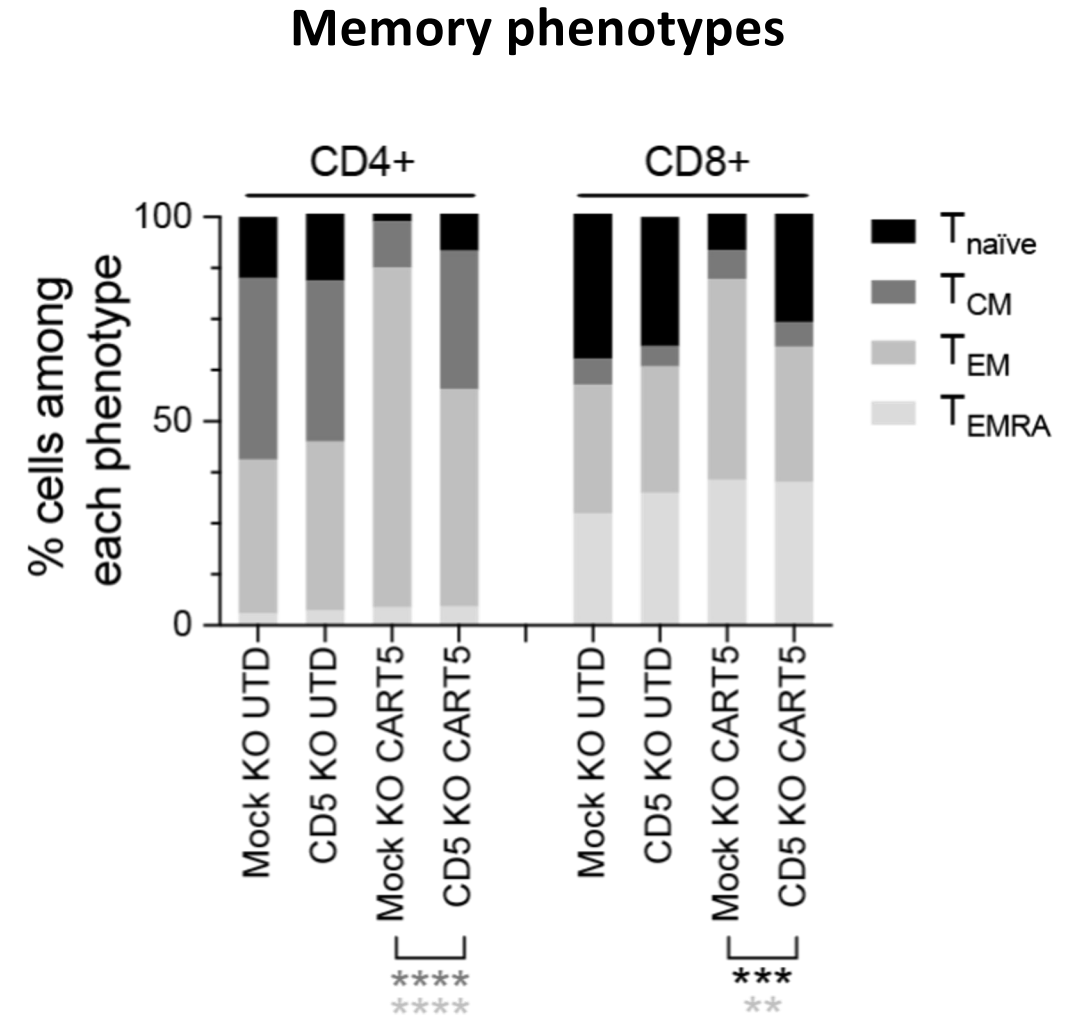 Memory phenotypes
CD4+
CD8+
% cells among
each phenotype
100
50
0
Tnaïve
TCM
TEM
TEMRA
Mock KO UTD
CD5 KO UTD
Mock KO CART5
CD5 KO CART5
Mock KO UTD
CD5 KO UTD
Mock KO CART5
CD5 KO CART5
****
****
***
**